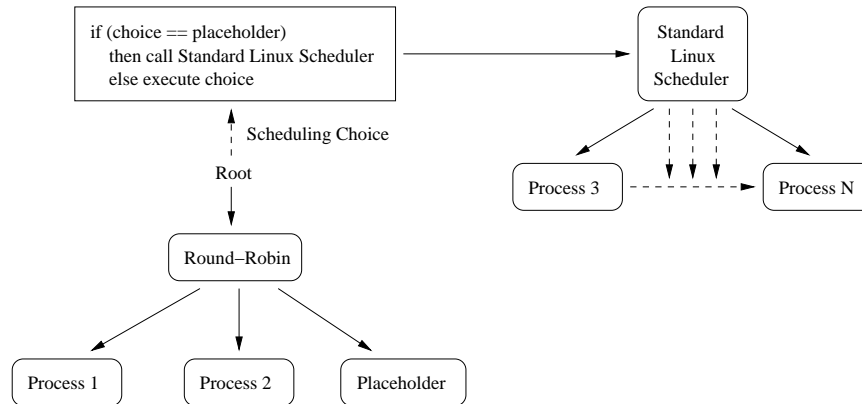 if (choice == placeholder)
then call Standard Linux Scheduler
else execute choice
Standard
Linux
Scheduler
Scheduling Choice
Root
Process 3
Process N
Round−Robin
Process 1
Process 2
Placeholder